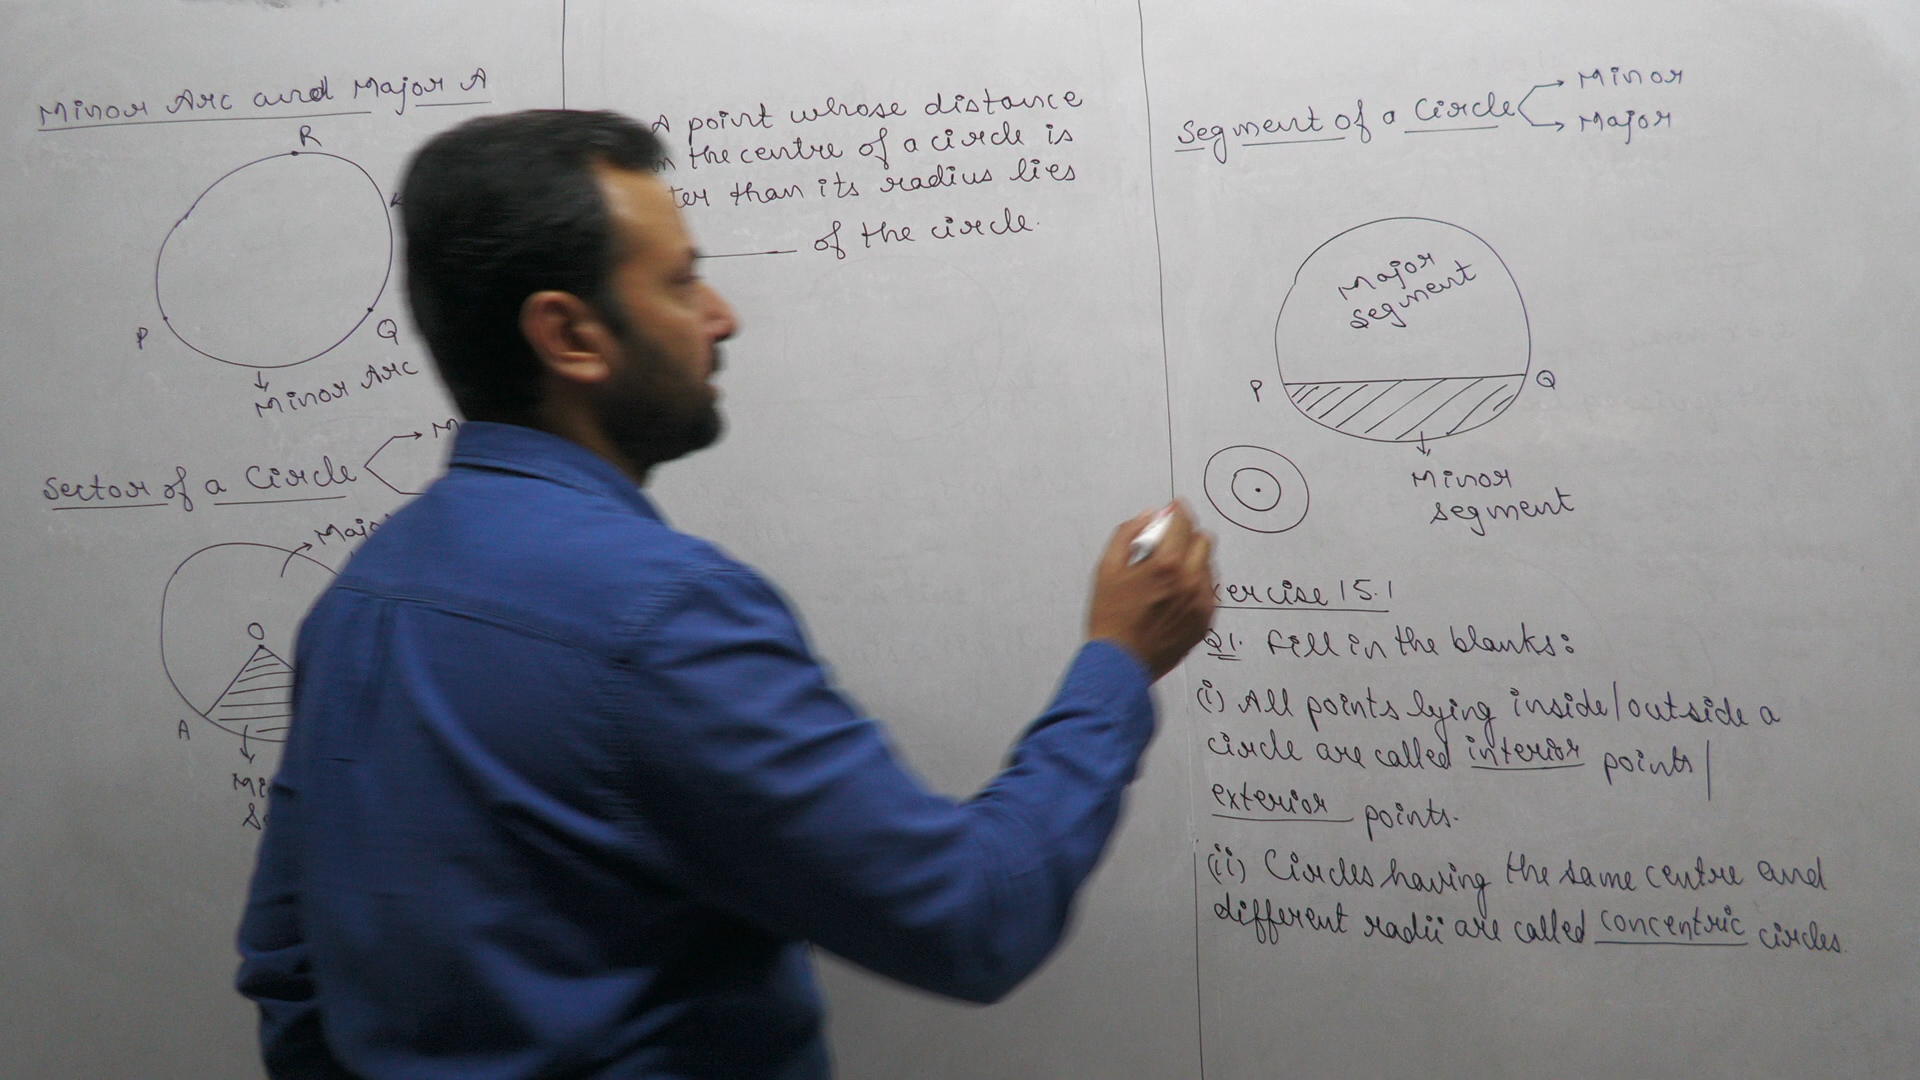 Minor Arc and Major A
R
P
Q
Minor Arc
Sector of a Circle
O
A
A point whose distance
the centre of a circle is
than its radius lies
of the circle.
Segment of a Circle
Minor
Major
Major
segment
P
Q
Minor
segment
15.1
Q1. Fill in the blanks:
(i) All points lying inside/outside a
circle are called interior points/
exterior points.
(ii) Circles having the same centre and
different radii are called concentric circles.